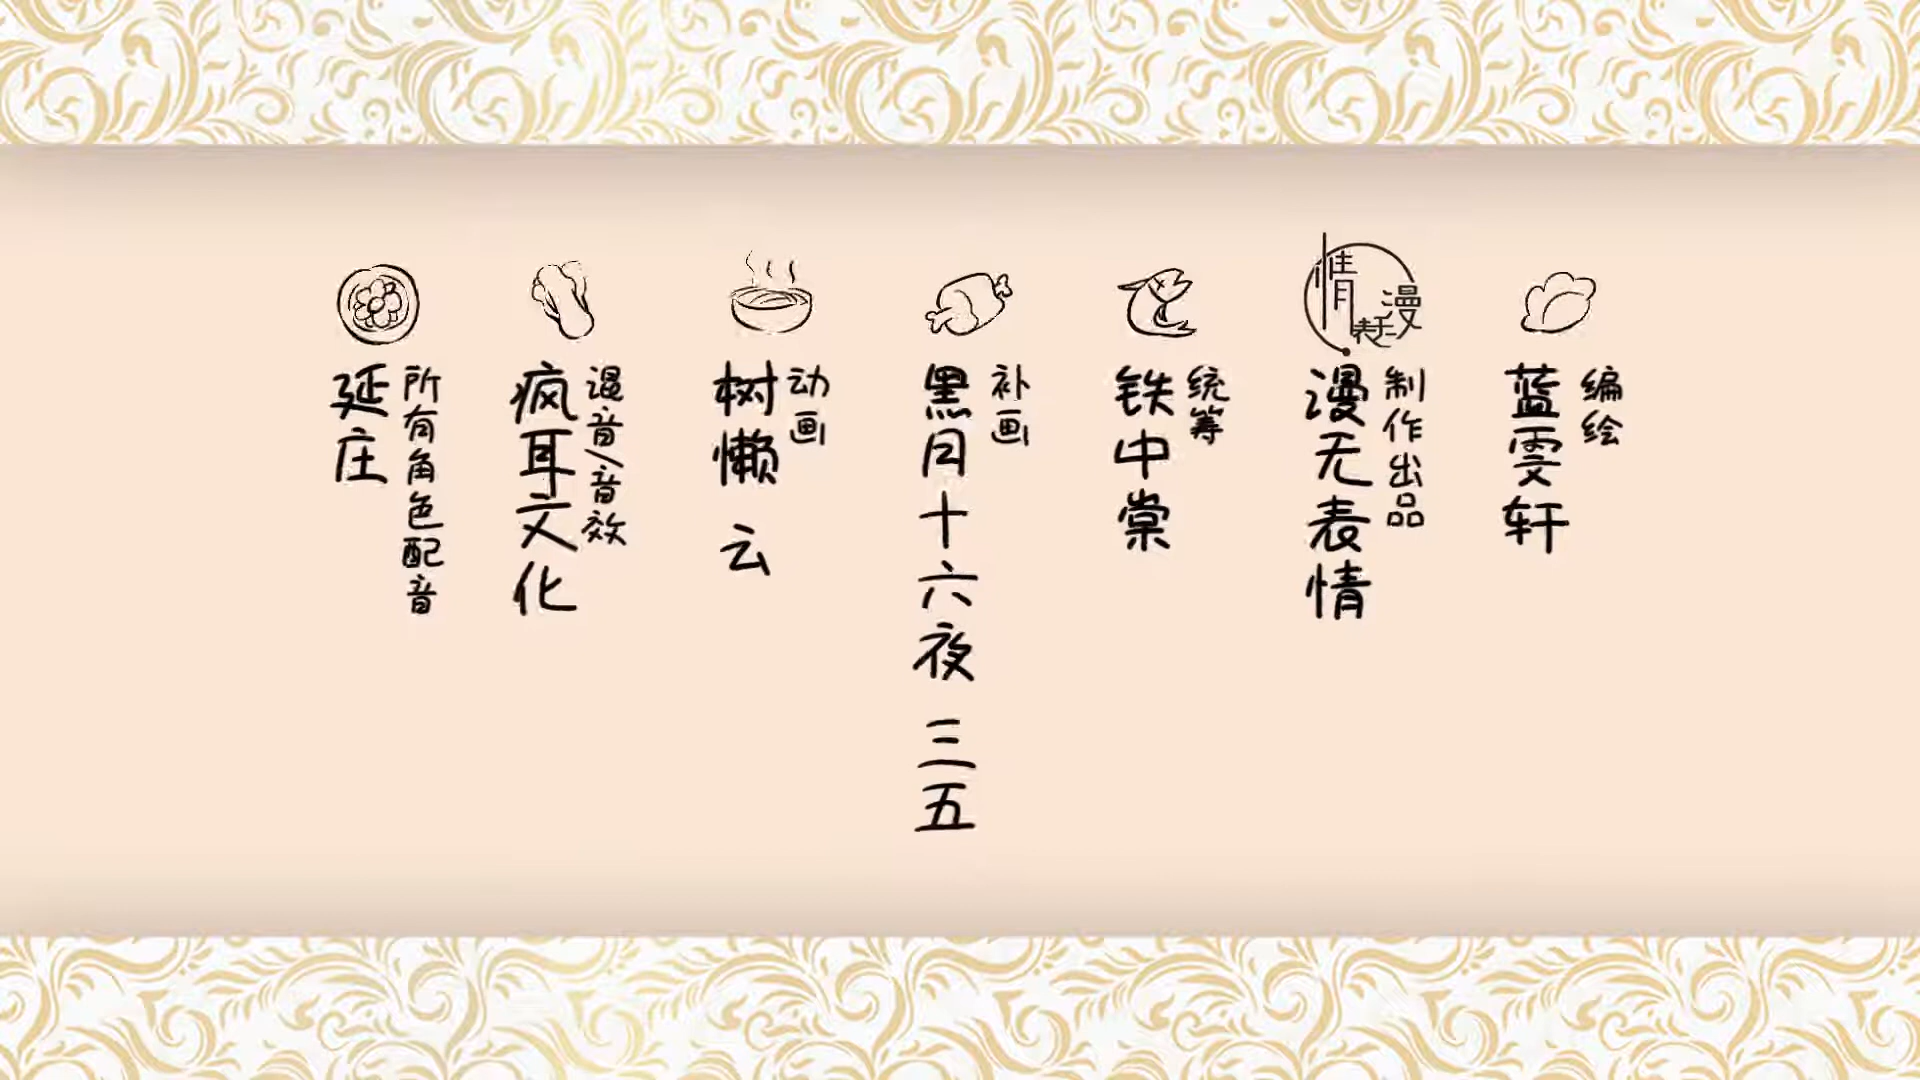 编绘
蓝雯轩
情漫
表无
制作出品
漫无表情
统筹
铁中棠
补画
黑月十六夜 三五
动画
树懒 云
混音/音效
疯耳文化
所有角色配音
延庄